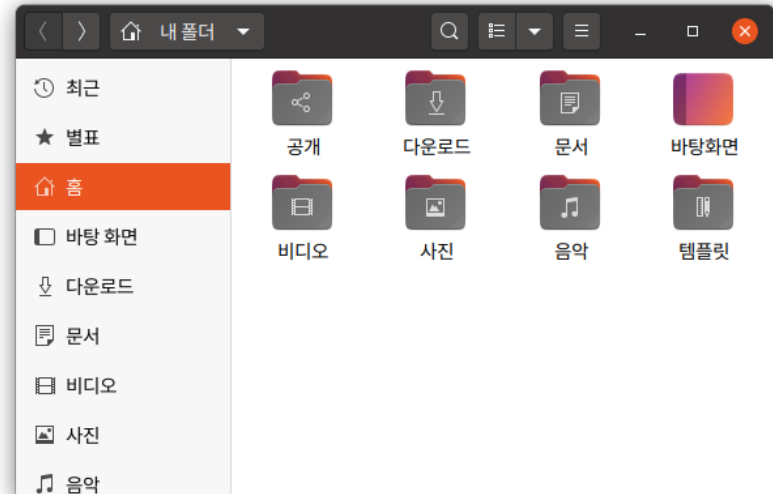 내 폴더
최근
별표
홈
바탕 화면
다운로드
문서
비디오
사진
음악
공개
다운로드
문서
바탕화면
비디오
사진
음악
템플릿